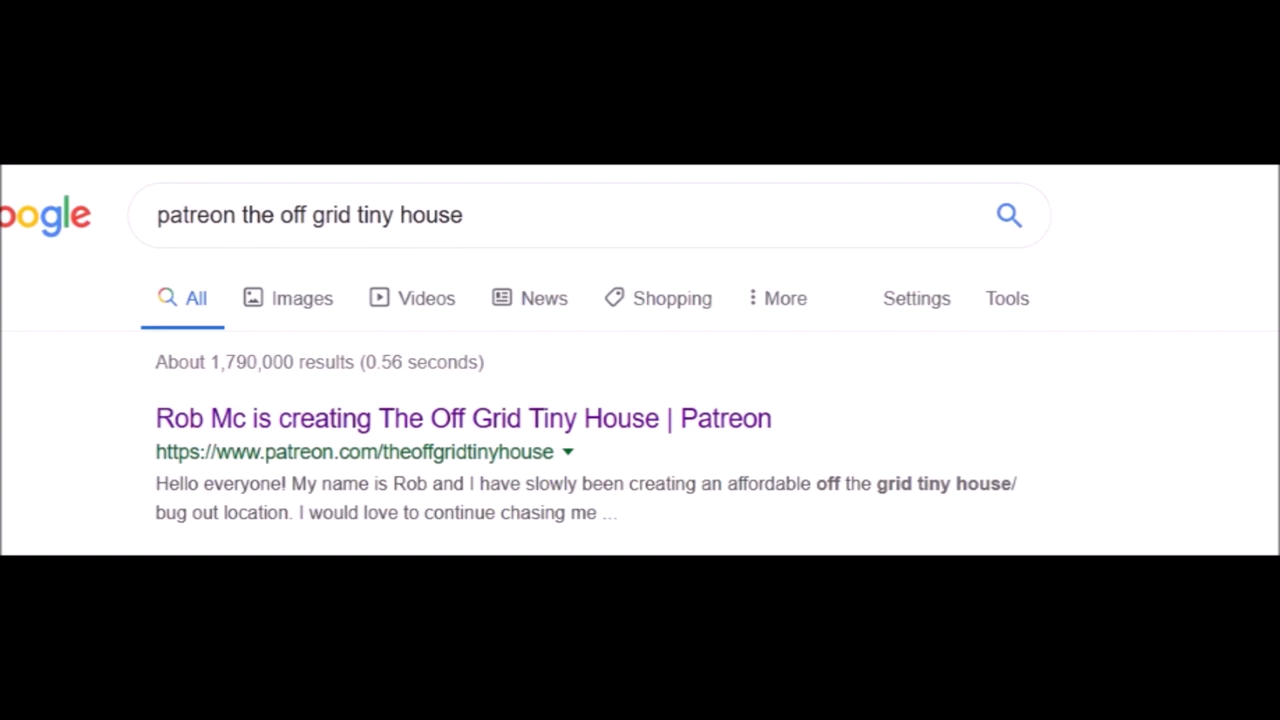 oogle
patreon the off grid tiny house
All Images Videos News Shopping More Settings Tools
About 1,790,000 results (0.56 seconds)
Rob Mc is creating The Off Grid Tiny House | Patreon
https://www.patreon.com/theoffgridtinyhouse
Hello everyone! My name is Rob and I have slowly been creating an affordable off the grid tiny house/
bug out location. I would love to continue chasing me ...